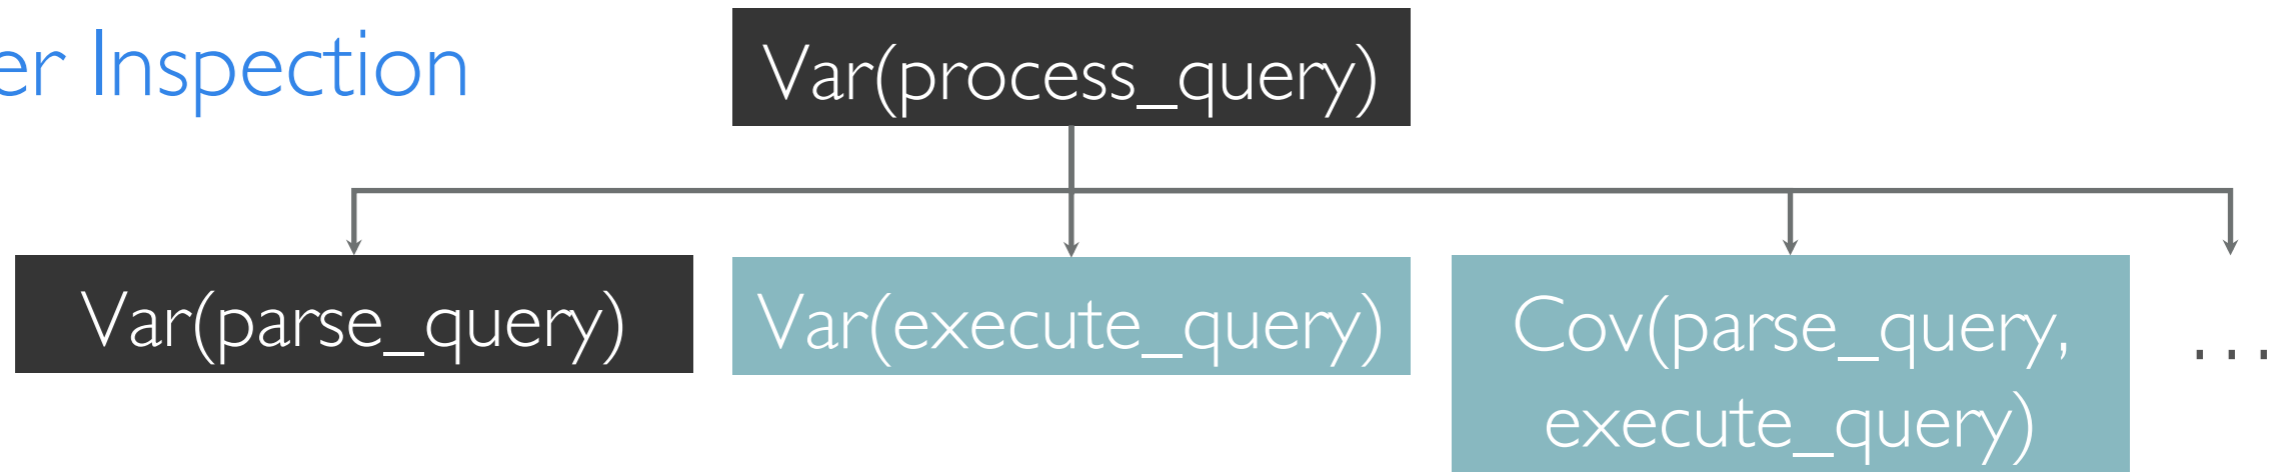 er Inspection
Var(process_query)
Var(parse_query)
Var(execute_query)
Cov(parse_query,
execute_query)
...